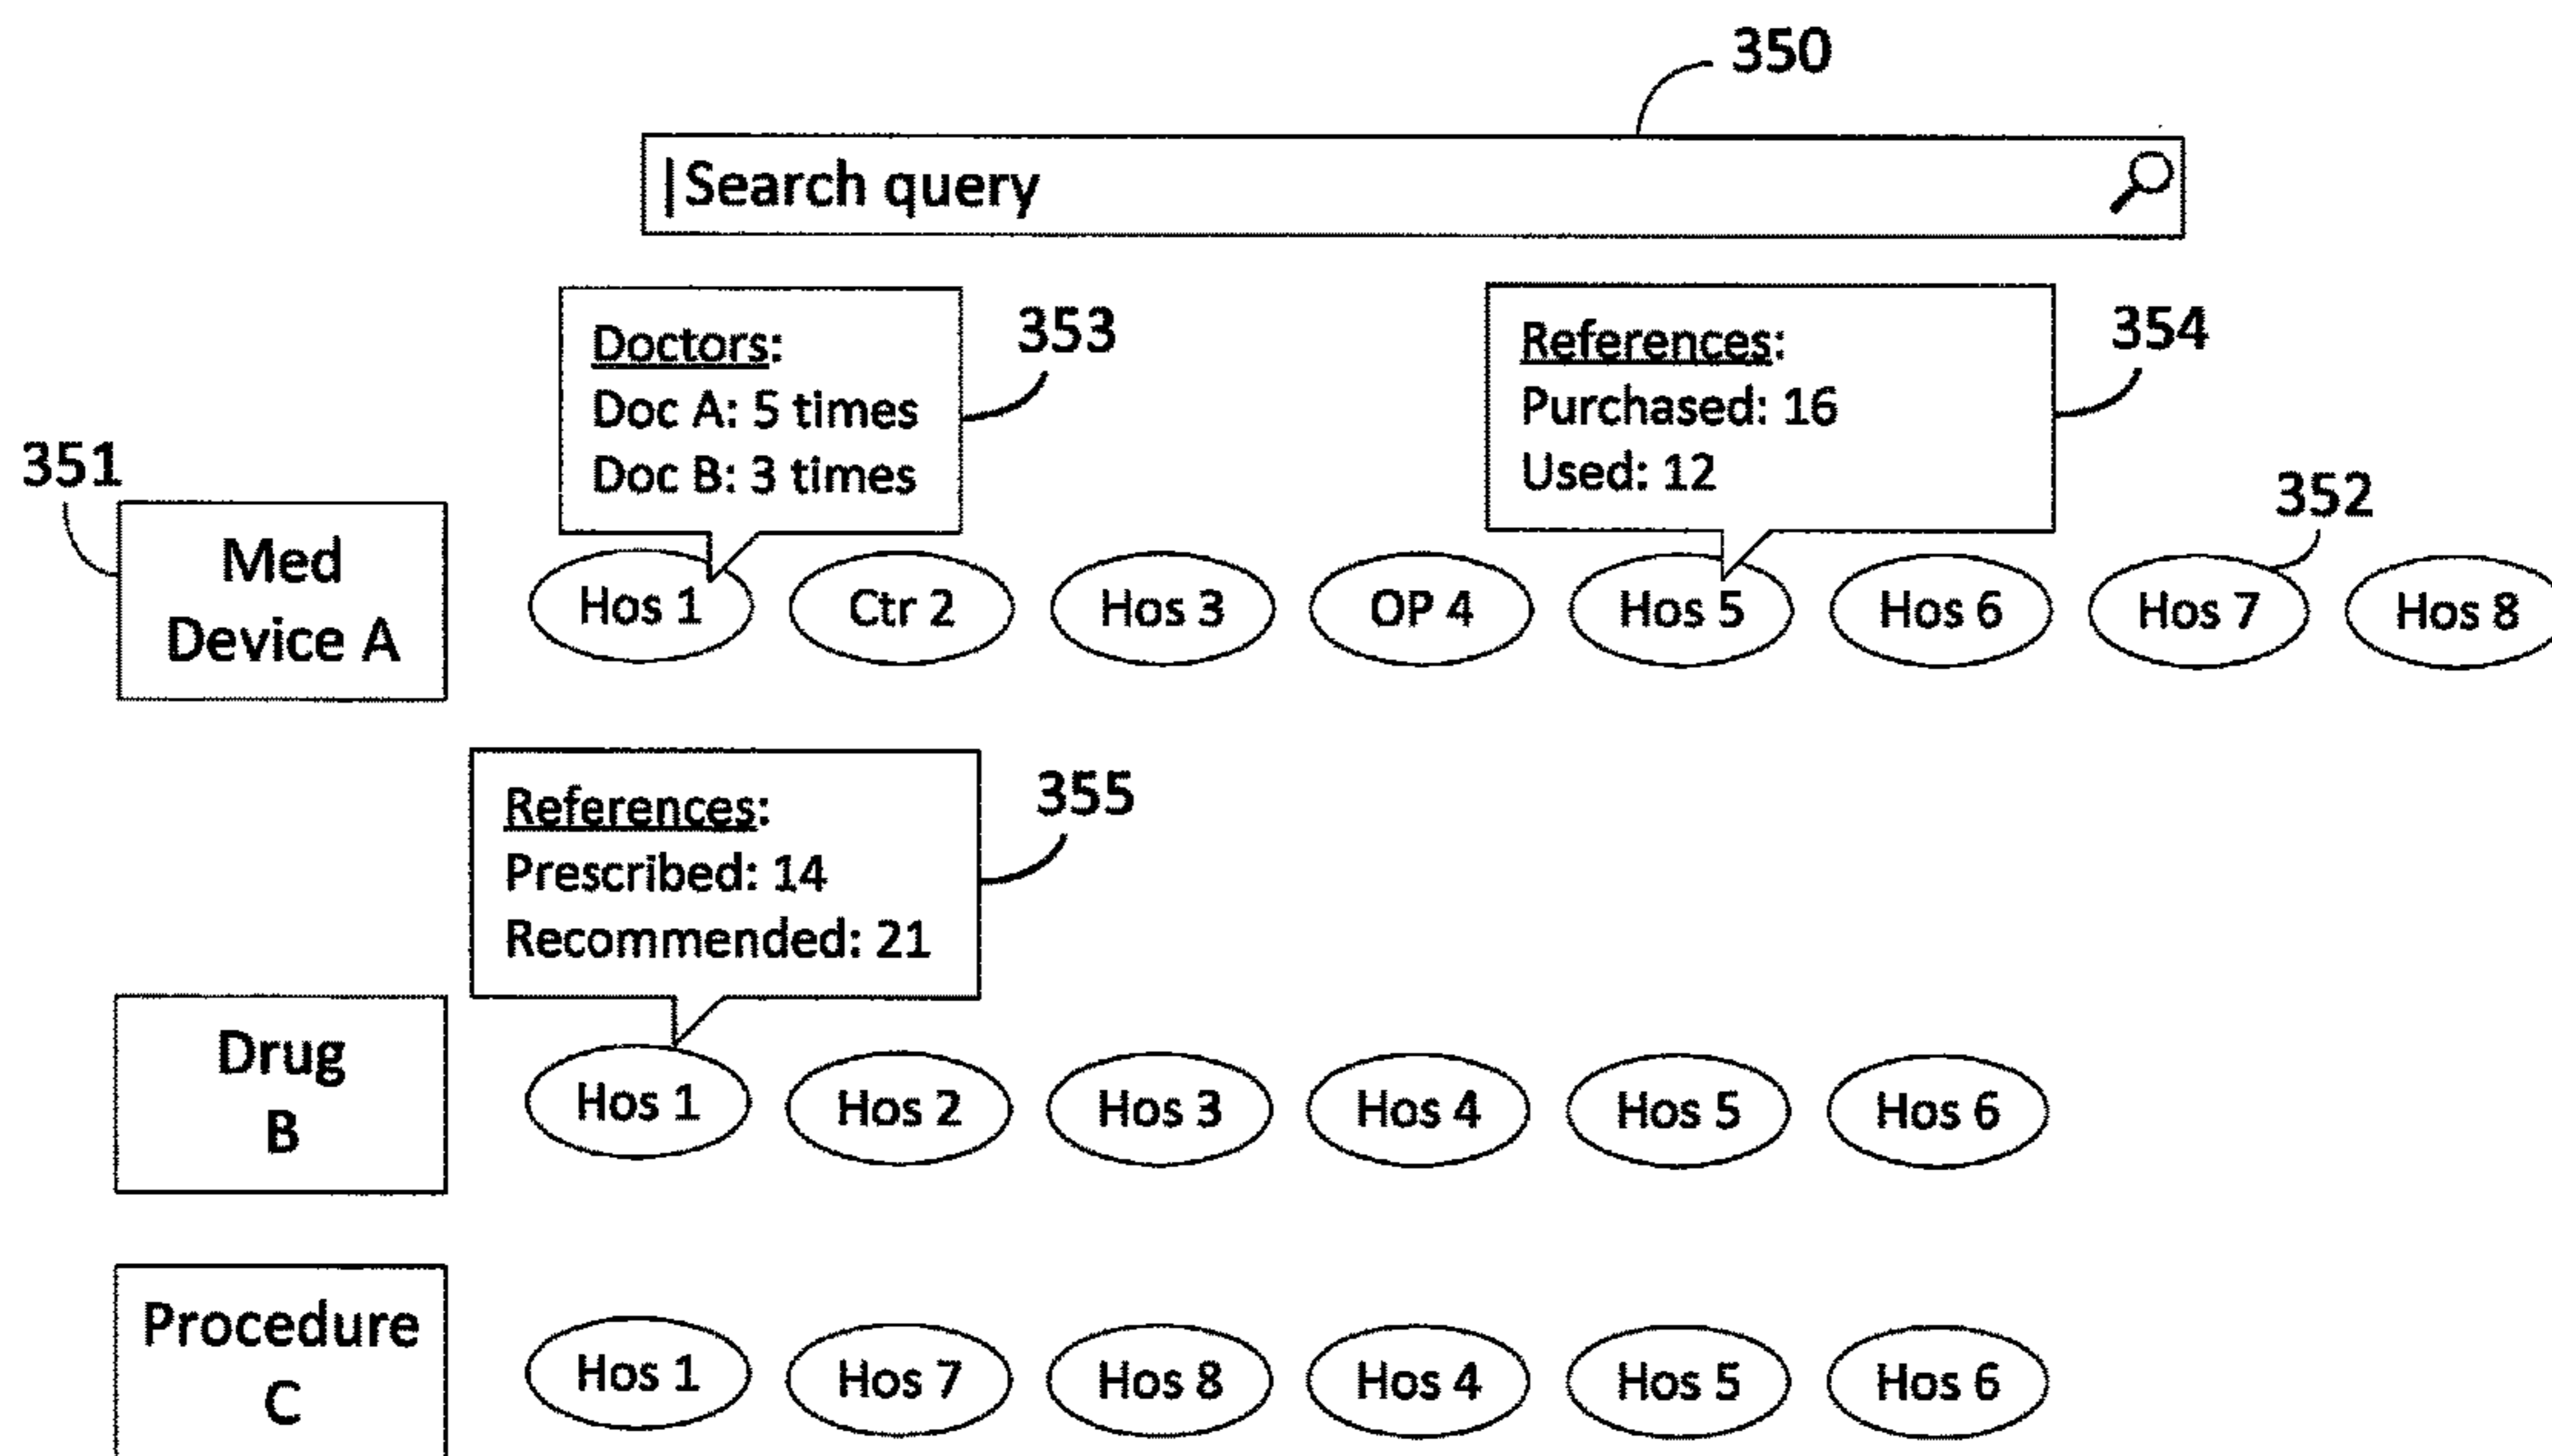 350
Search query
Doctors:
Doc A: 5 times
Doc B: 3 times
353
References:
Purchased: 16
Used: 12
354
351
352
Med
Device A
Hos 1
Ctr 2
Hos 3
OP 4
Hos 5
Hos 6
Hos 7
Hos 8
References:
Prescribed: 14
Recommended: 21
355
Drug
B
Hos 1
Hos 2
Hos 3
Hos 4
Hos 5
Hos 6
Procedure
C
Hos 1
Hos 7
Hos 8
Hos 4
Hos 5
Hos 6